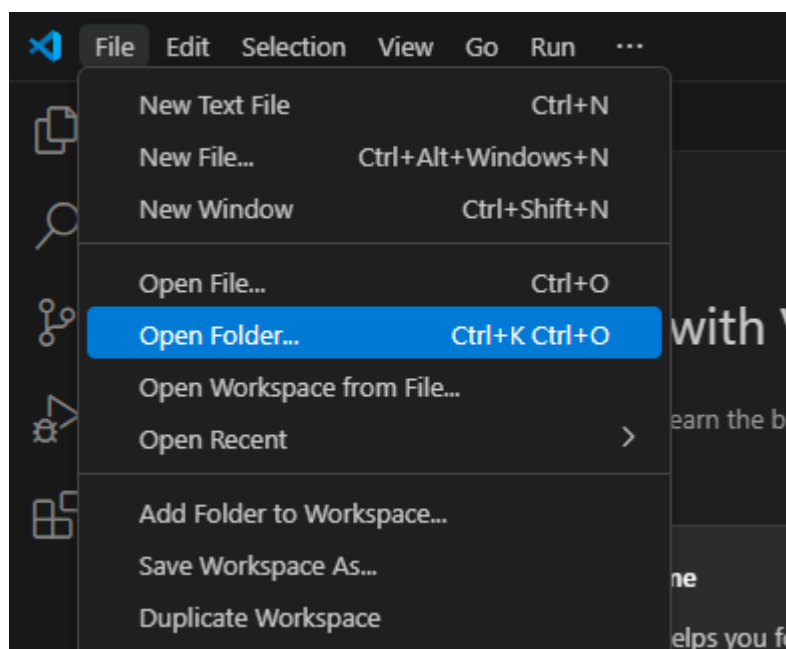 File Edit Selection View Go Run ···
New Text File Ctrl+N
New File... Ctrl+Alt+Windows+N
New Window Ctrl+Shift+N
Open File... Ctrl+O
Open Folder... Ctrl+K Ctrl+O
with
Open Workspace from File...
earn the b
Open Recent
Add Folder to Workspace...
Save Workspace As...
ne
Duplicate Workspace
elps you f